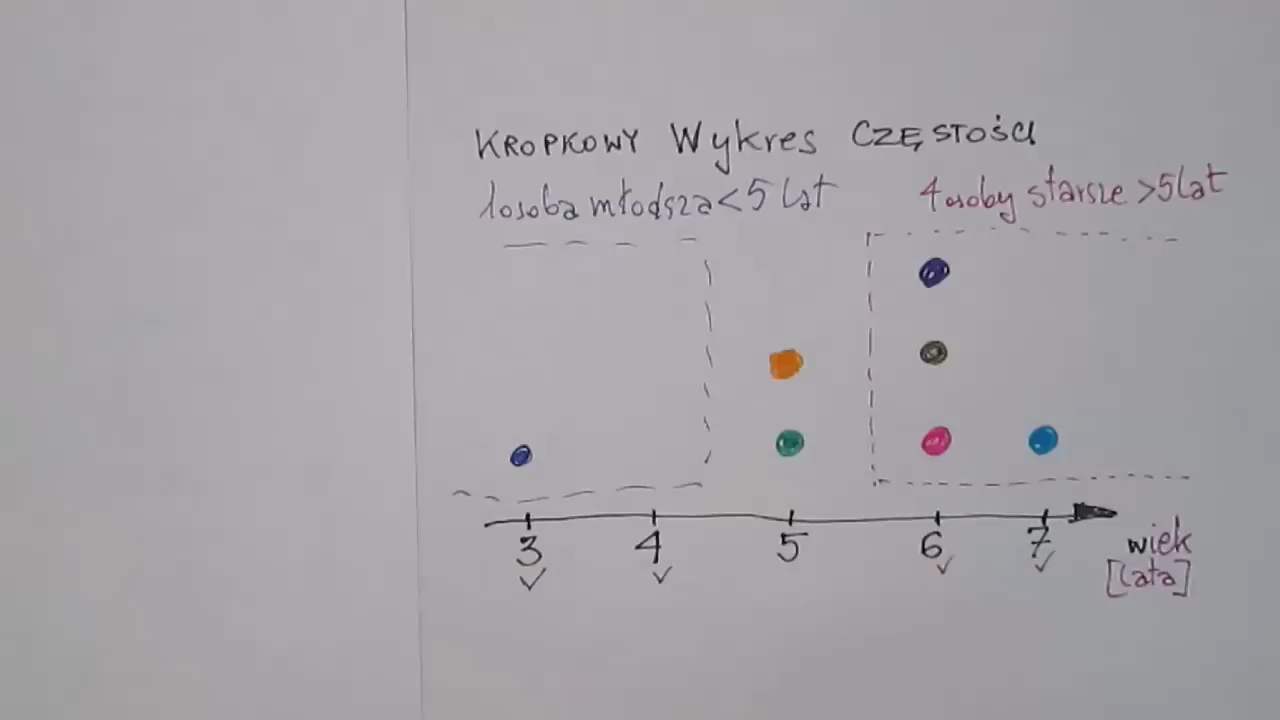 KROPKOWY Wykres CZĘSTOŚCI
1osoba młodsza<5 lat
4osoby starsze >5lat
3 4 5 6 7
wiek
[lata]